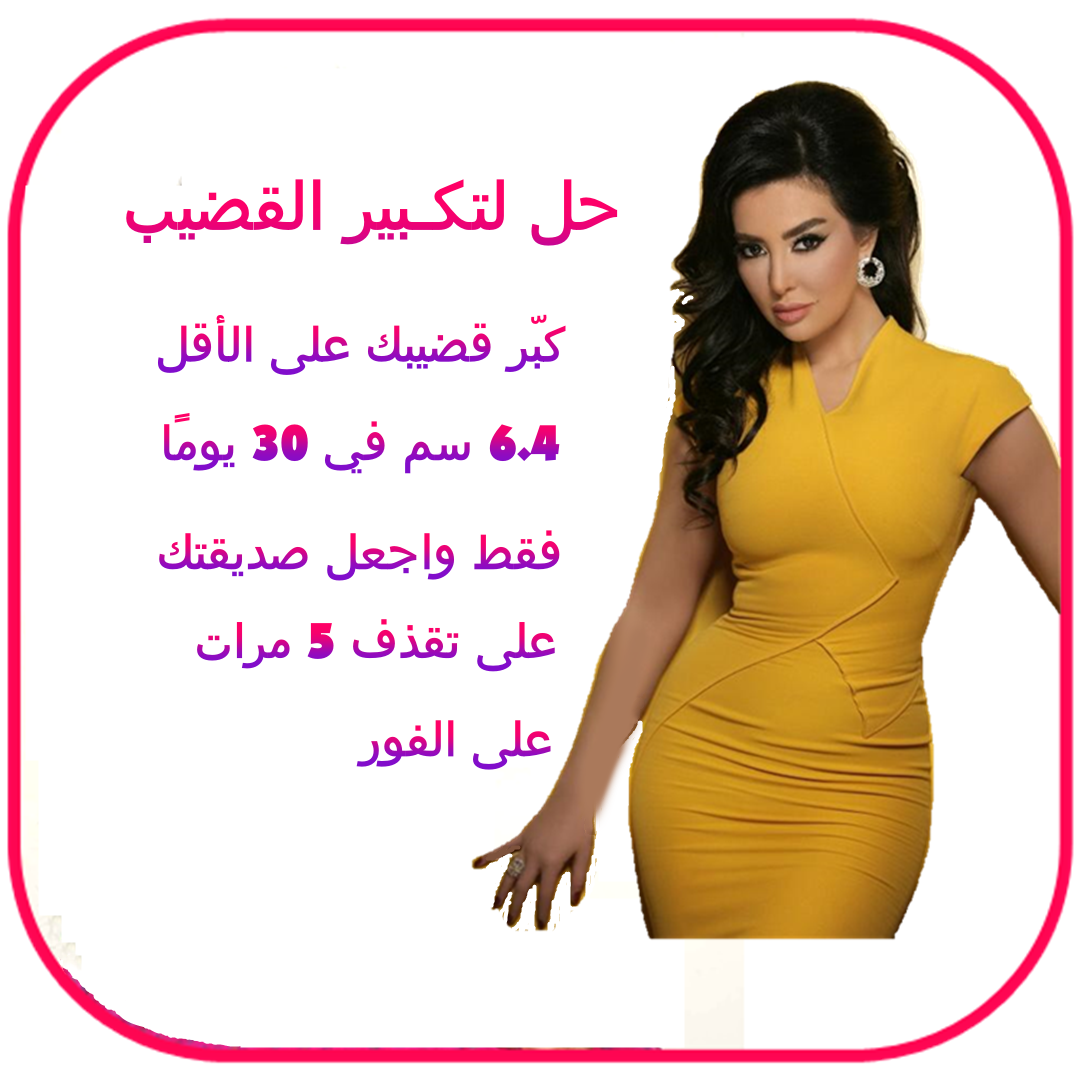 حل لتكـبير القضيب
كبّر قضيبك على الأقل
6.4 سم في 30 يومًا
فقط واجعل صديقتك
على تقذف 5 مرات
على الفور